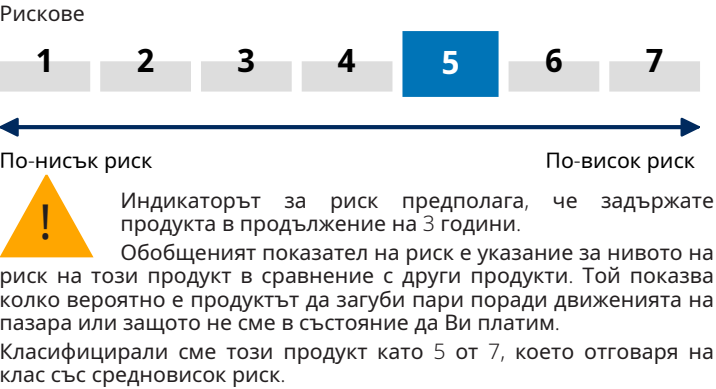 Рискове
1 2 3 4 5 6 7
По-нисък риск По-висок риск
!
Индикаторът за риск предполага, че задържате
продукта в продължение на 3 години.
Обобщеният показател на риск е указание за нивото на
риск на този продукт в сравнение с други продукти. Той показва
колко вероятно е продуктът да загуби пари поради движенията на
пазара или защото не сме в състояние да Ви платим.
Класифицирали сме този продукт като 5 от 7, което отговаря на
клас със средновисок риск.